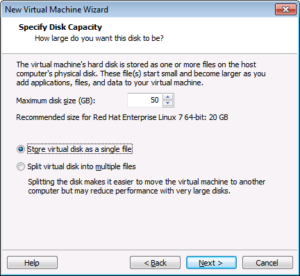 New Virtual Machine Wizard
Specify Disk Capacity
How large do you want this disk to be?
The virtual machine's hard disk is stored as one or more files on the host
computer's physical disk. These file(s) start small and become larger as you
add applications, files, and data to your virtual machine.
Maximum disk size (GB): 50
Recommended size for Red Hat Enterprise Linux 7 64-bit: 20 GB
Store virtual disk as a single file
Split virtual disk into multiple files
Splitting the disk makes it easier to move the virtual machine to another
computer but may reduce performance with very large disks.
Help < Back Next > Cancel